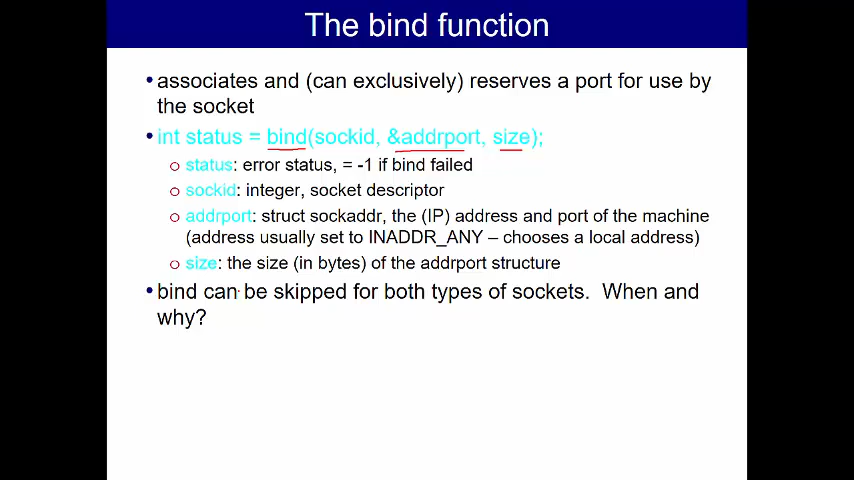 The bind function
•associates and (can exclusively) reserves a port for use by
the socket
•int status = bind(sockid, &addrport, size);
○ status: error status, = -1 if bind failed
○ sockid: integer, socket descriptor
○ addrport: struct sockaddr, the (IP) address and port of the machine
(address usually set to INADDR_ANY – chooses a local address)
○ size: the size (in bytes) of the addrport structure
•bind can be skipped for both types of sockets. When and
why?